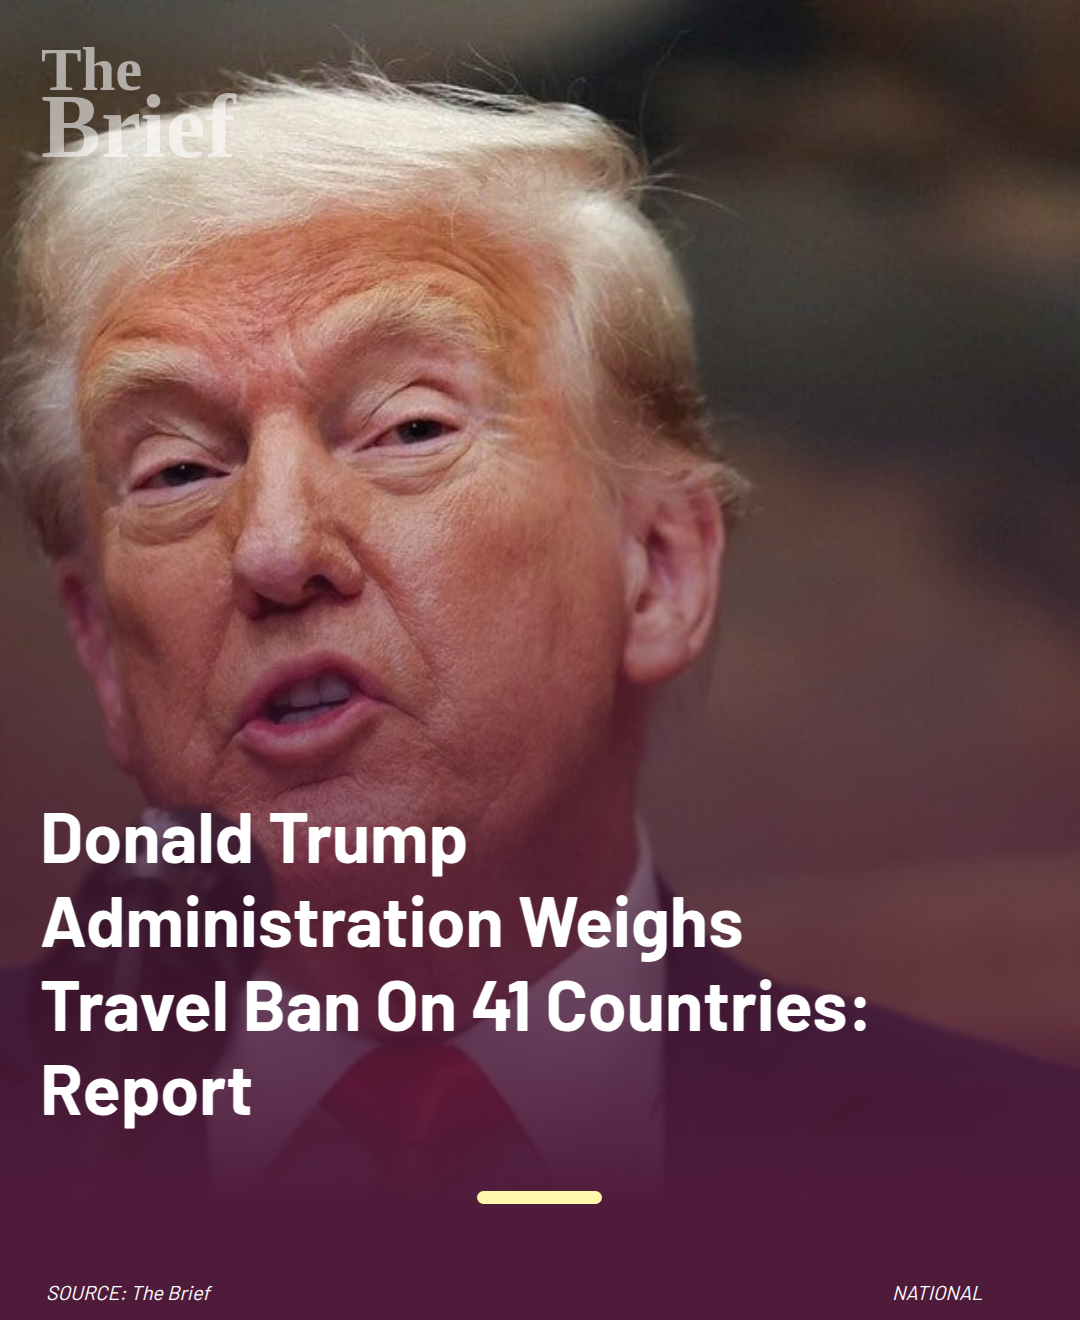 The
Brief
Donald Trump
Administration Weighs
Travel Ban On 41 Countries:
Report
SOURCE: The Brief
NATIONAL